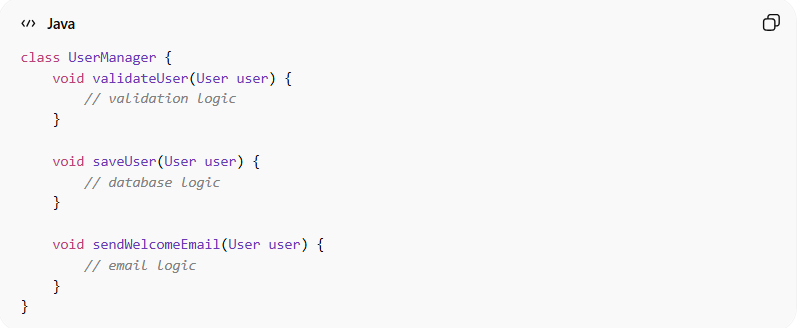 Java
class UserManager {
    void validateUser(User user) {
        // validation logic
    }

    void saveUser(User user) {
        // database logic
    }

    void sendWelcomeEmail(User user) {
        // email logic
    }
}